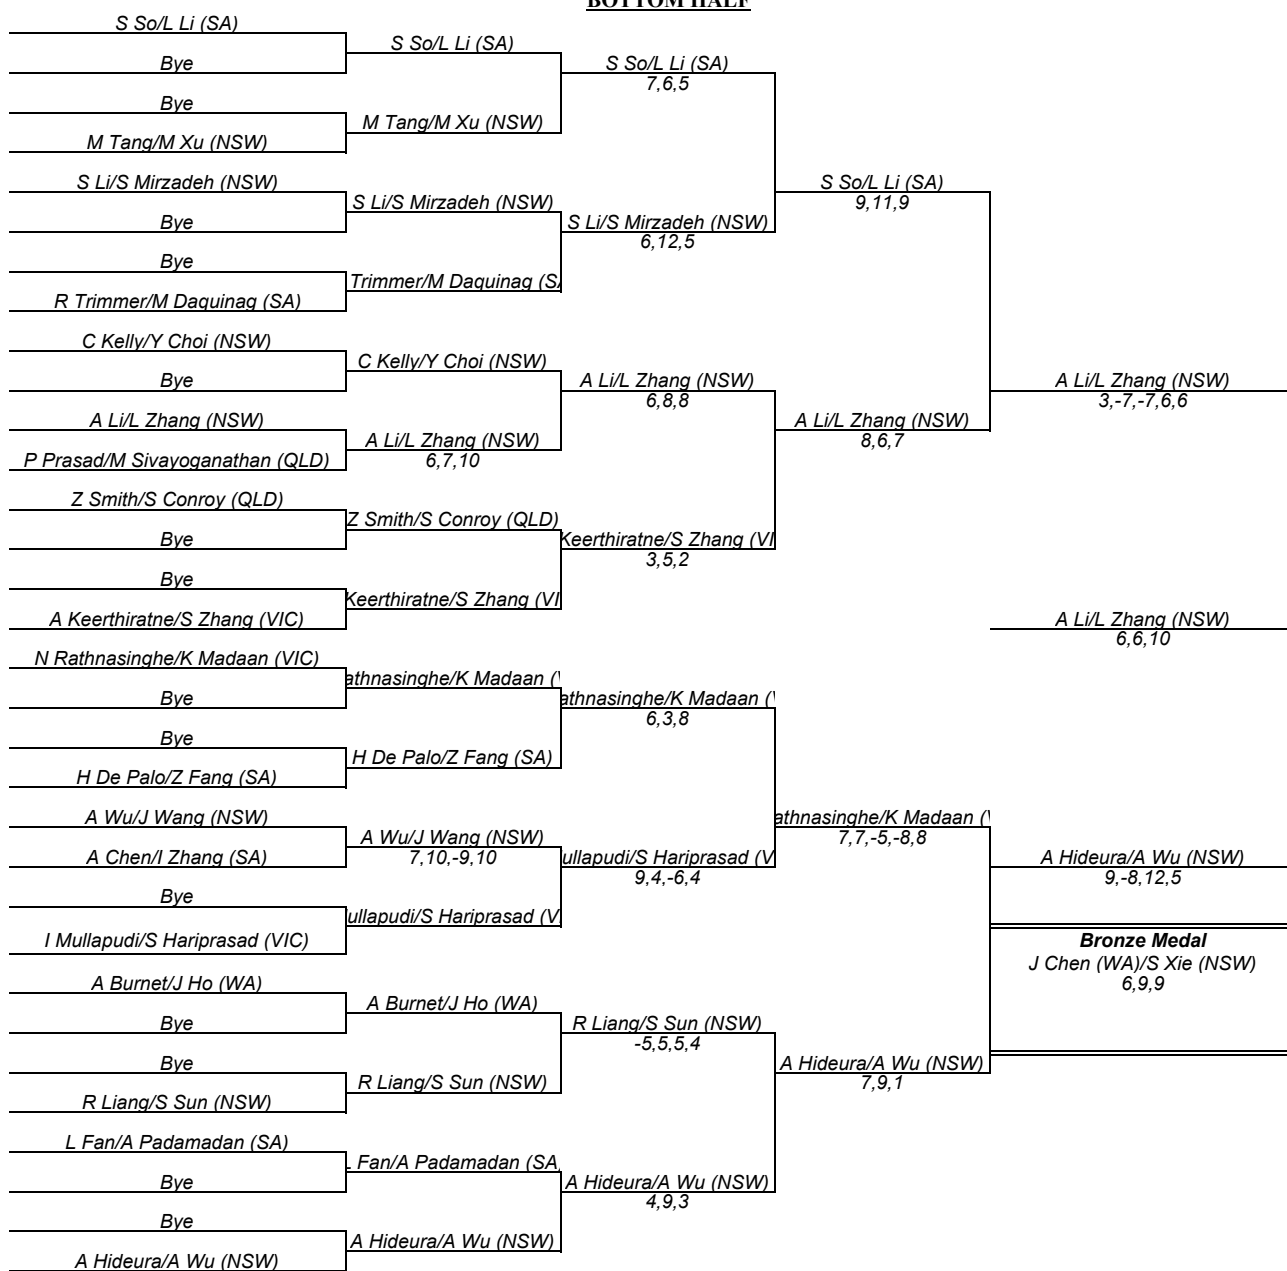 BOTTOM HALF
S So/L Li (SA)
Bye
Bye
M Tang/M Xu (NSW)
S Li/S Mirzadeh (NSW)
Bye
Bye
R Trimmer/M Daquinag (SA)
C Kelly/Y Choi (NSW)
Bye
A Li/L Zhang (NSW)
P Prasad/M Sivayoganathan (QLD)
Z Smith/S Conroy (QLD)
Bye
Bye
A Keerthiratne/S Zhang (VIC)
N Rathnasinghe/K Madaan (VIC)
Bye
Bye
H De Palo/Z Fang (SA)
A Wu/J Wang (NSW)
A Chen/I Zhang (SA)
Bye
I Mullapudi/S Hariprasad (VIC)
A Burnet/J Ho (WA)
Bye
Bye
R Liang/S Sun (NSW)
L Fan/A Padamadan (SA)
Bye
Bye
A Hideura/A Wu (NSW)
S So/L Li (SA)
M Tang/M Xu (NSW)
S Li/S Mirzadeh (NSW)
Trimmer/M Daquinag (SA
C Kelly/Y Choi (NSW)
A Li/L Zhang (NSW)
6,7,10
Z Smith/S Conroy (QLD)
Keerthiratne/S Zhang (VI
athnasinghe/K Madaan (V
H De Palo/Z Fang (SA)
A Wu/J Wang (NSW)
7,10,-9,10
ullapudi/S Hariprasad (V
A Burnet/J Ho (WA)
R Liang/S Sun (NSW)
L Fan/A Padamadan (SA
A Hideura/A Wu (NSW)
S So/L Li (SA)
7,6,5
S Li/S Mirzadeh (NSW)
6,12,5
A Li/L Zhang (NSW)
6,8,8
Keerthiratne/S Zhang (VI
3,5,2
athnasinghe/K Madaan (V
6,3,8
ullapudi/S Hariprasad (V
9,4,-6,4
R Liang/S Sun (NSW)
-5,5,5,4
A Hideura/A Wu (NSW)
4,9,3
S So/L Li (SA)
9,11,9
A Li/L Zhang (NSW)
8,6,7
athnasinghe/K Madaan (V
7,7,-5,-8,8
A Hideura/A Wu (NSW)
7,9,1
A Li/L Zhang (NSW)
3,-7,-7,6,6
A Li/L Zhang (NSW)
6,6,10
A Hideura/A Wu (NSW)
9,-8,12,5
Bronze Medal
J Chen (WA)/S Xie (NSW)
6,9,9